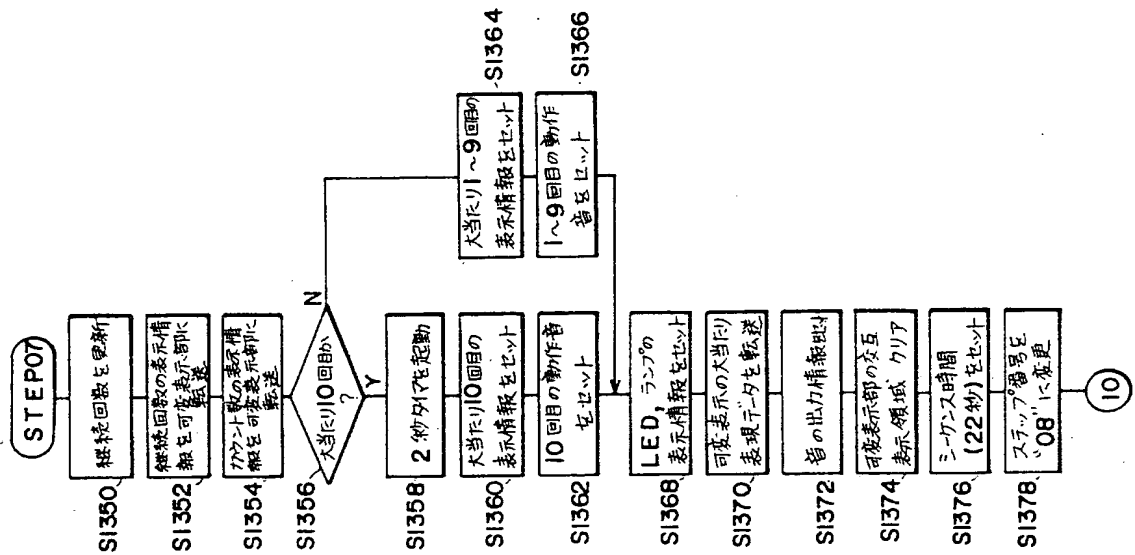 STEP07
S1350
継続回数を更新
S1352
継続回数の表示情
報を可変表示部に
転送
S1354
カウント数の表示情
報を可変表示部に
転送
S1356
大当たり10回目か
?
N
Y
S1358
2秒タイマを起動
S1360
大当たり10回目の
表示情報をセット
S1362
10回目の動作音
をセット
S1364
大当たり1~9回目の
表示情報をセット
S1366
1~9回目の動作
音をセット
S1368
LED, ランプの
表示情報をセット
S1370
可変表示の大当たり
表現データを転送
S1372
音の出力情報セット
S1374
可変表示部の交互
表示領域 クリア
S1376
シーケンス時間
(22秒)をセット
S1378
ステップ番号を
"08"に変更
10